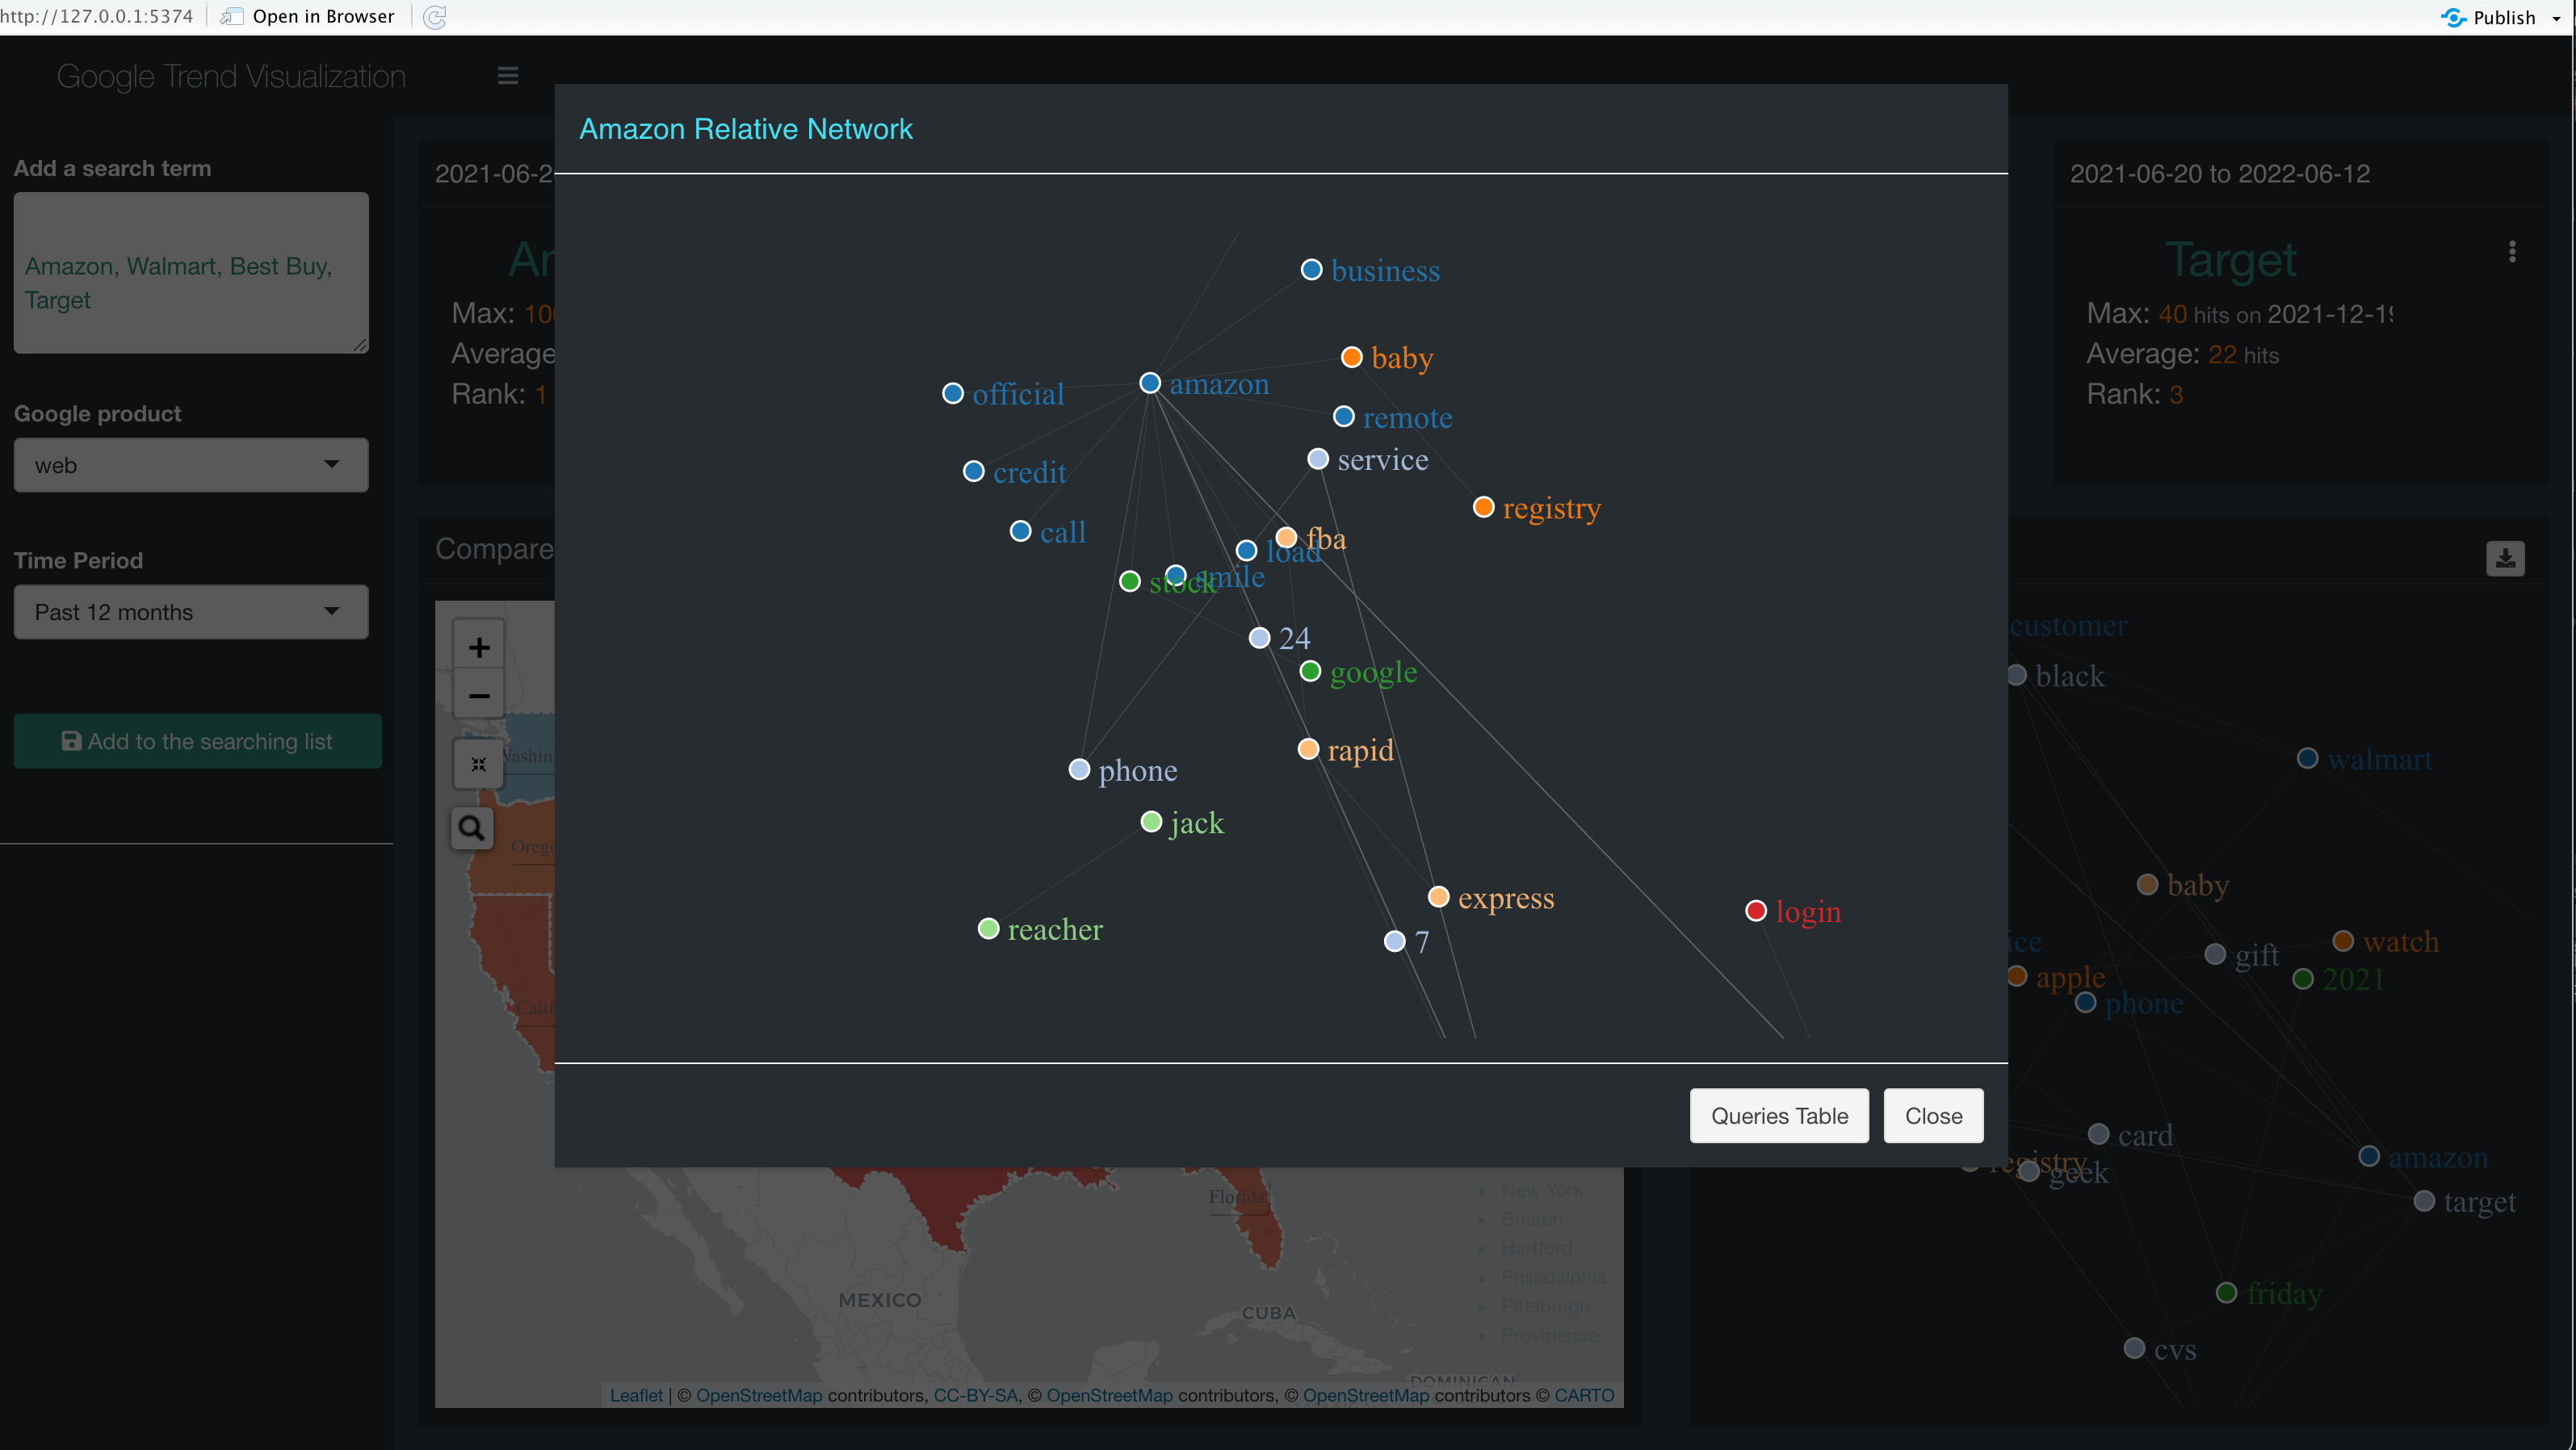 http://127.0.0.1:5374
Open in Browser
Publish
Google Trend Visualization
Add a search term
Amazon, Walmart, Best Buy,
Target
Google product
web
Time Period
Past 12 months
Add to the searching list
2021-06-2
Max: 10
Average
Rank: 1
Compare
+
−
Leaflet | © OpenStreetMap contributors, CC-BY-SA, © OpenStreetMap contributors, © OpenStreetMap contributors © CARTO
MEXICO
CUBA
DOMINICAN
Florida
New York
Boston
Hartford
Philadelphia
Pittsburgh
Providence
Amazon Relative Network
business
baby
official
amazon
remote
service
credit
registry
call
fba
load
stock
smile
24
google
rapid
phone
jack
express
login
reacher
7
Queries Table
Close
2021-06-20 to 2022-06-12
Target
Max: 40 hits on 2021-12-19
Average: 22 hits
Rank: 3
customer
black
walmart
baby
watch
gift
apple
2021
phone
card
registry
geek
amazon
target
friday
cvs